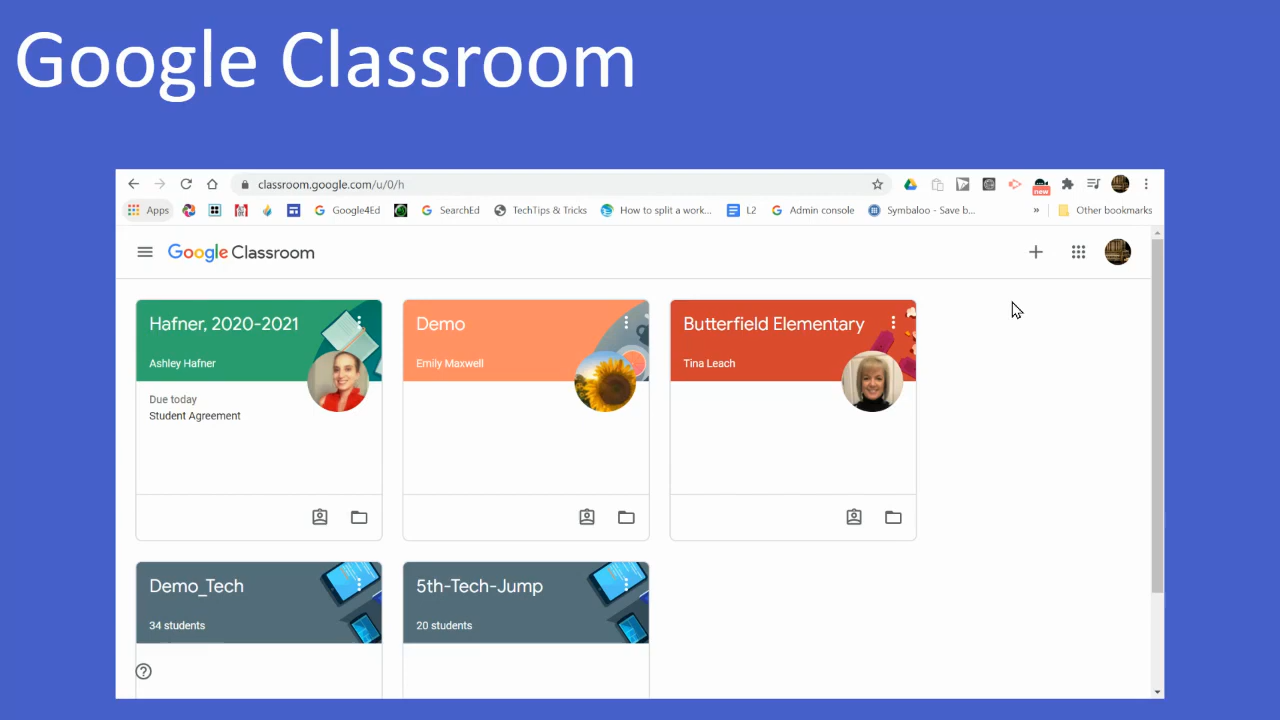 Google Classroom
classroom.google.com/u/0/h
new
Apps Google4Ed SearchEd TechTips & Tricks How to split a work... L2 Admin console Symbaloo - Save b... » Other bookmarks
Google Classroom
Hafner, 2020-2021
Ashley Hafner
Due today
Student Agreement
Demo
Emily Maxwell
Butterfield Elementary
Tina Leach
Demo_Tech
34 students
5th-Tech-Jump
20 students